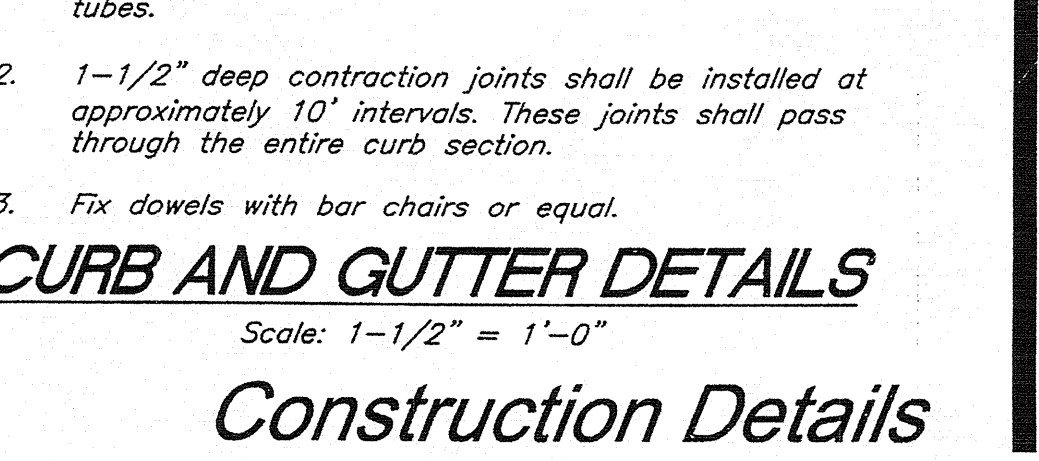 tubes.
2. 1-1/2" deep contraction joints shall be installed at
approximately 10' intervals. These joints shall pass
through the entire curb section.
3. Fix dowels with bar chairs or equal.
CURB AND GUTTER DETAILS
Scale: 1-1/2" = 1'-0"
Construction Details